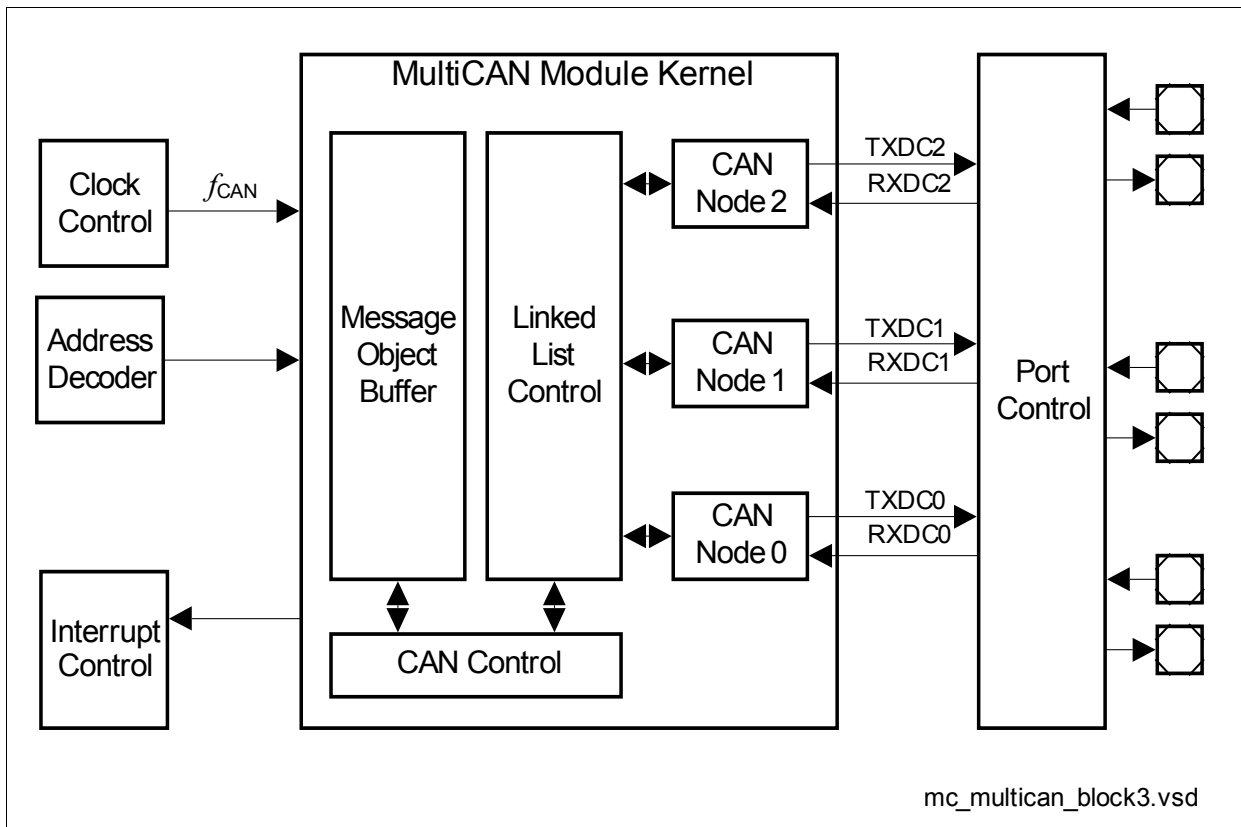 MultiCAN Module Kernel
Clock
Control
fCAN
Address
Decoder
Interrupt
Control
Message
Object
Buffer
Linked
List
Control
CAN Control
CAN
Node 2
CAN
Node 1
CAN
Node 0
TXDC2
RXDC2
TXDC1
RXDC1
TXDC0
RXDC0
Port
Control
mc_multican_block3.vsd